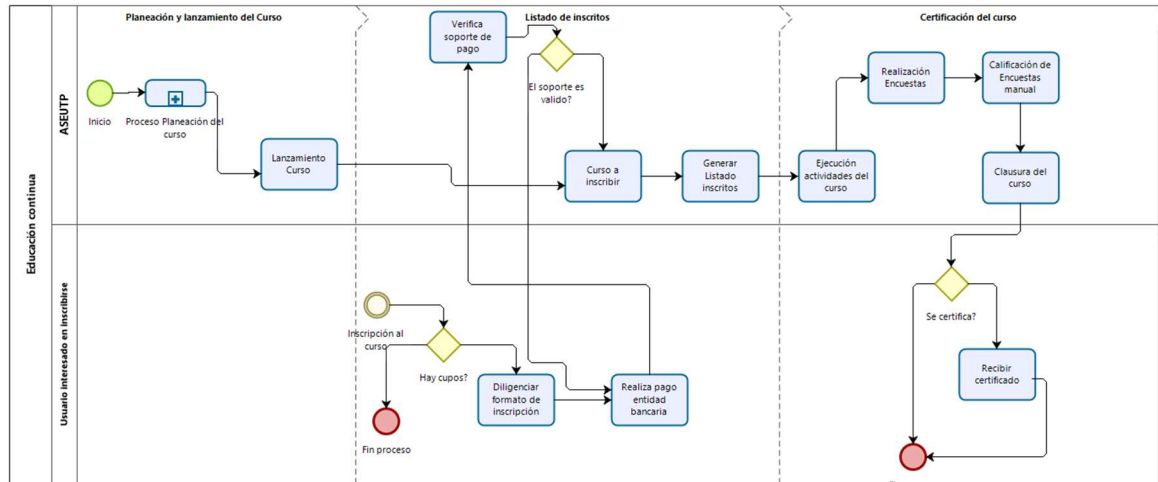 Planeación y lanzamiento del Curso
Listado de inscritos
Certificación del curso
Educación continua
ASEUTP
Inicio
Proceso Planeación del
curso
Lanzamiento
Curso
Verifica
soporte de
pago
El soporte es
valido?
Curso a
inscribir
Generar
Listado
inscritos
Ejecución
actividades del
curso
Realización
Encuestas
Calificación de
Encuestas
manual
Clausura del
curso
Usuario interesado en inscribirse
Inscripción al
curso
Hay cupos?
Fin proceso
Diligenciar
formato de
inscripción
Realiza pago
entidad
bancaria
Se certifica?
Recibir
certificado